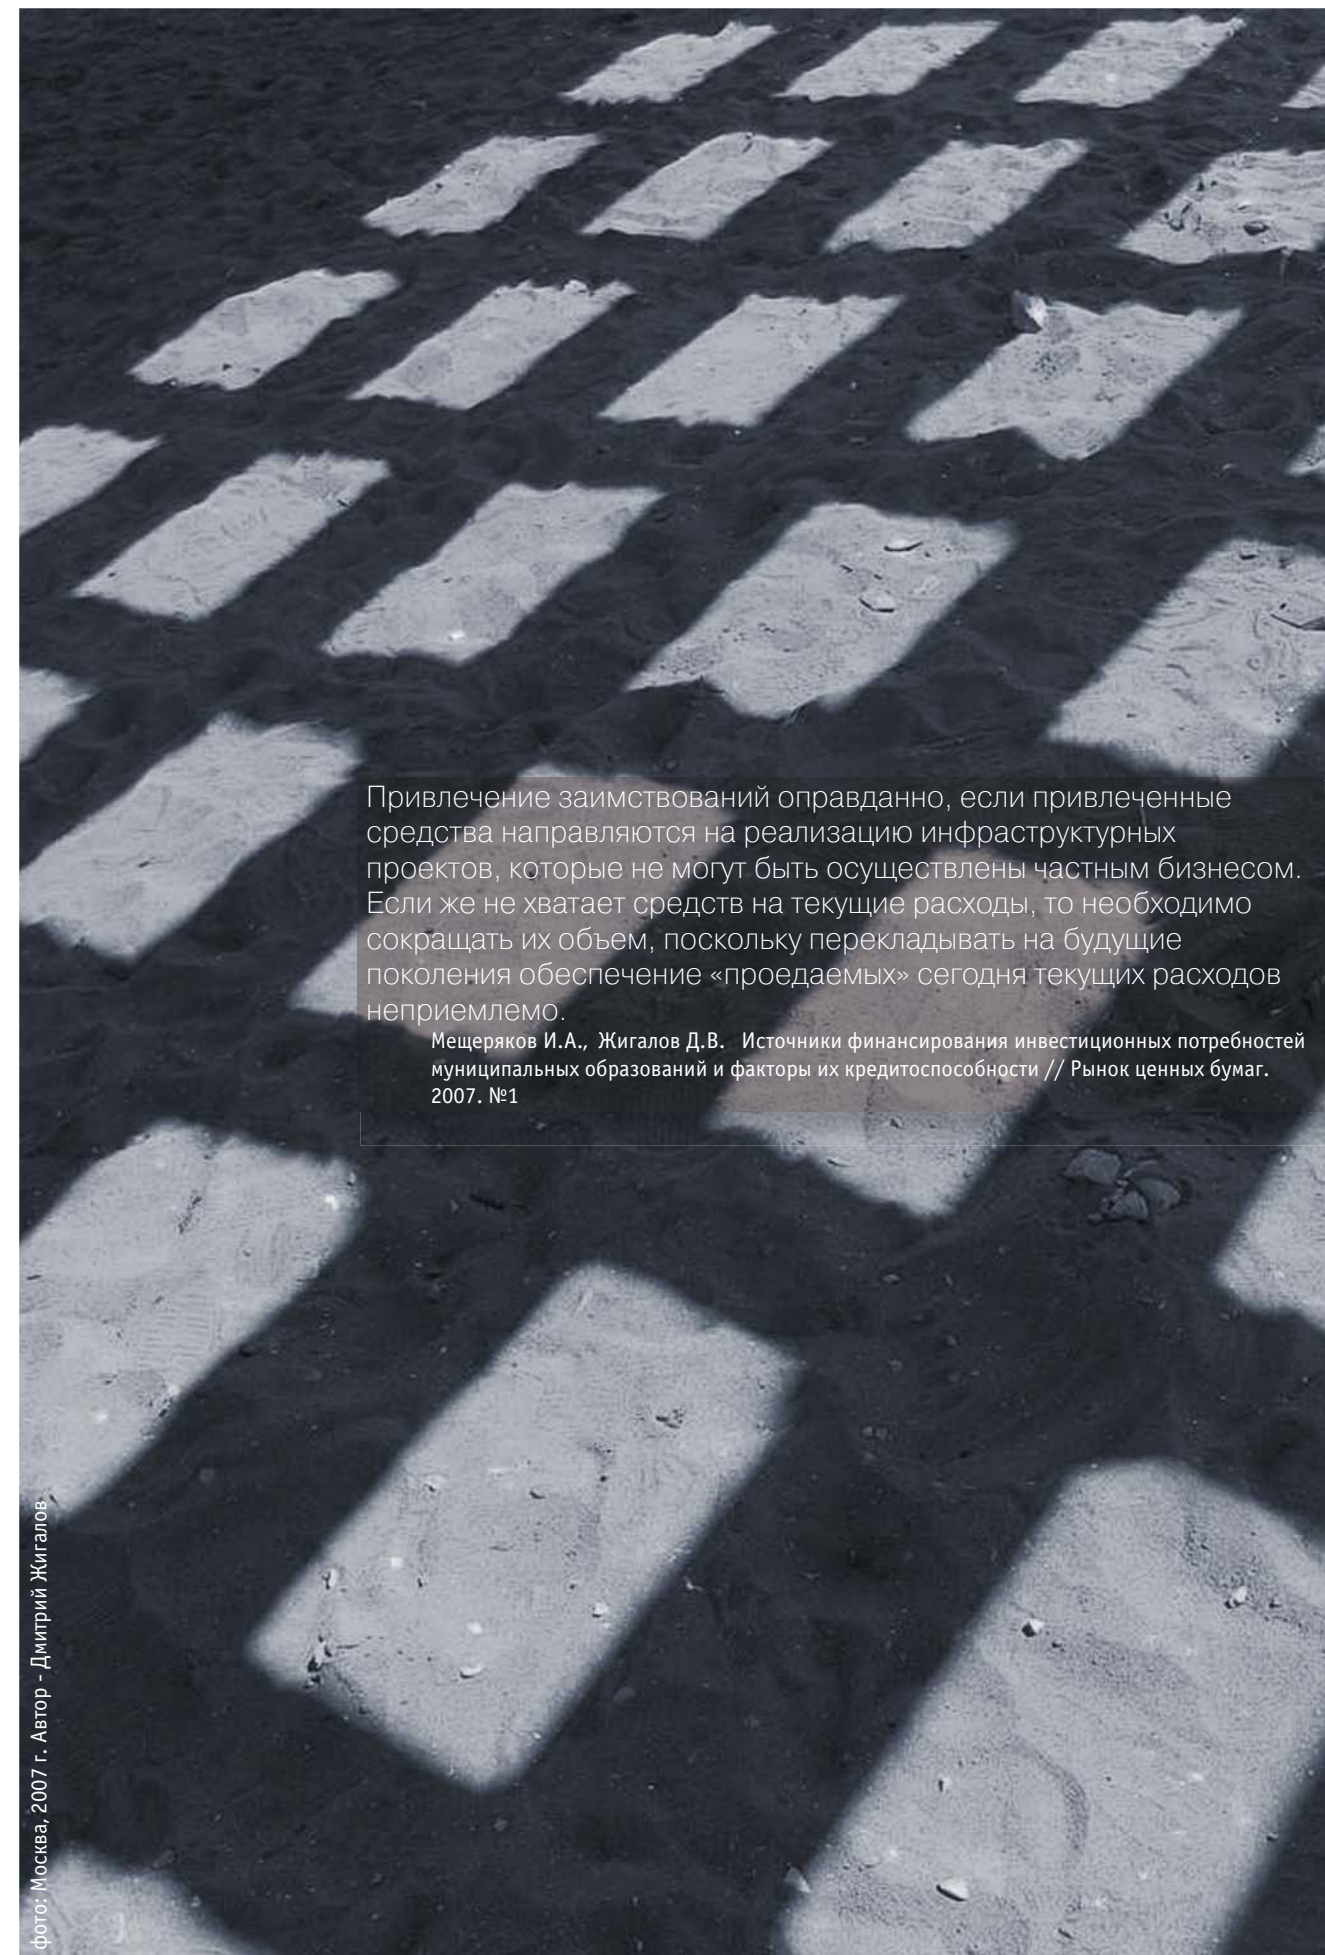 Привлечение заимствований оправданно, если привлеченные
средства направляются на реализацию инфраструктурных
проектов, которые не могут быть осуществлены частным бизнесом.
Если же не хватает средств на текущие расходы, то необходимо
сокращать их объем, поскольку перекладывать на будущие
поколения обеспечение «проедаемых» сегодня текущих расходов
неприемлемо.
Мещеряков И.А., Жигалов Д.В. Источники финансирования инвестиционных потребностей
муниципальных образований и факторы их кредитоспособности // Рынок ценных бумаг.
2007. №1
фото: Москва, 2007 г. Автор - Дмитрий Жигалов